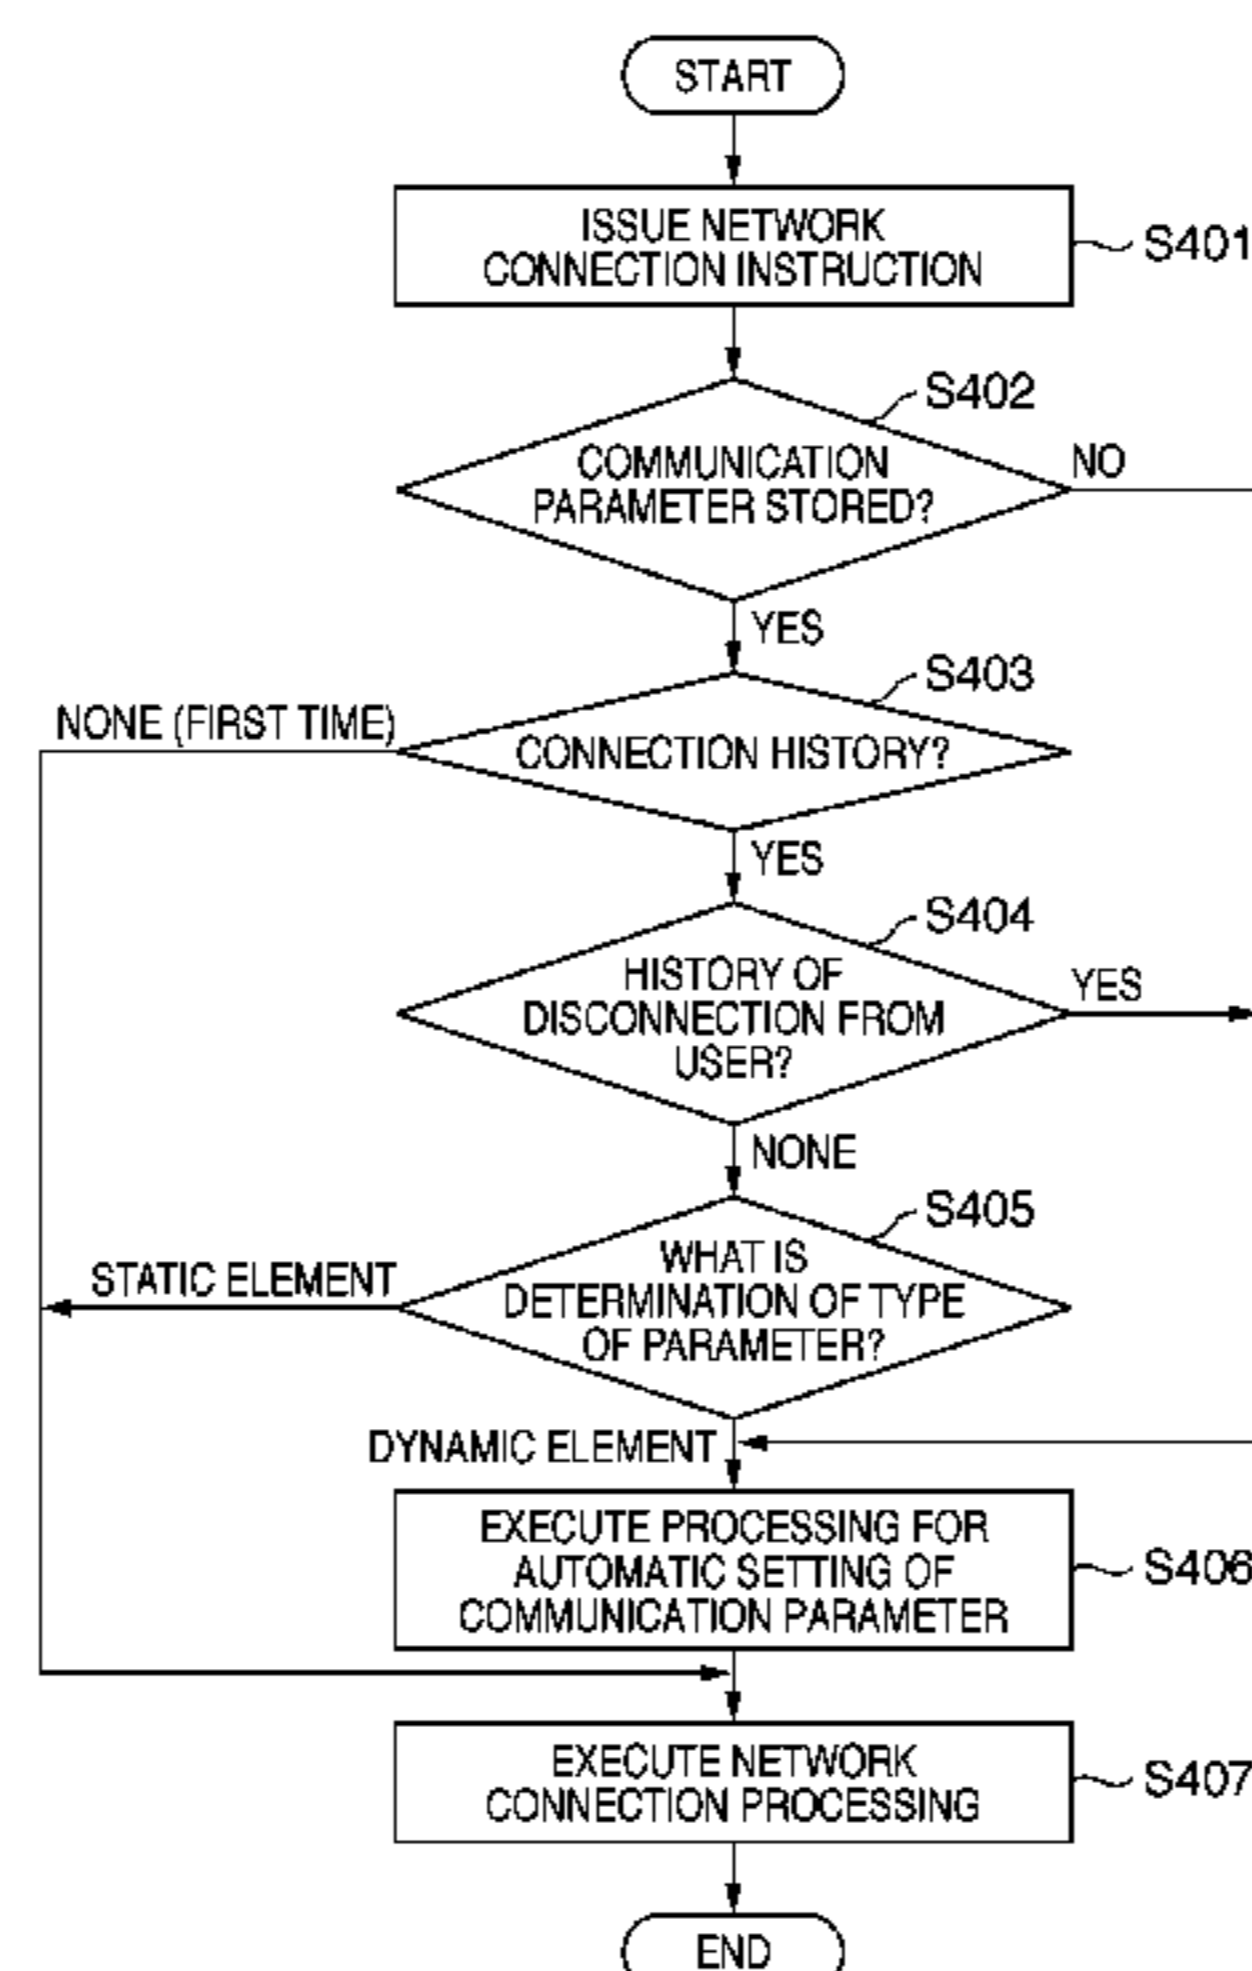 START
ISSUE NETWORK
CONNECTION INSTRUCTION
S401
S402
COMMUNICATION
PARAMETER STORED?
NO
YES
S403
NONE (FIRST TIME)
CONNECTION HISTORY?
YES
S404
HISTORY OF
DISCONNECTION FROM
USER?
YES
NONE
S405
WHAT IS
DETERMINATION OF TYPE
OF PARAMETER?
STATIC ELEMENT
DYNAMIC ELEMENT
EXECUTE PROCESSING FOR
AUTOMATIC SETTING OF
COMMUNICATION PARAMETER
S406
EXECUTE NETWORK
CONNECTION PROCESSING
S407
END